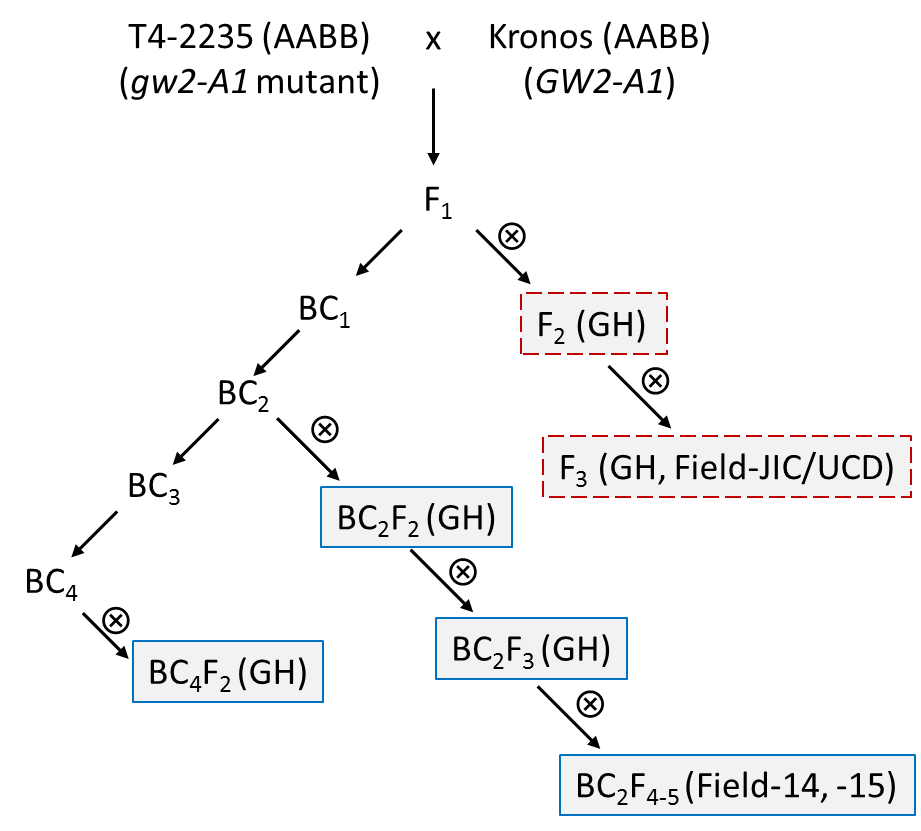 T4-2235 (AABB) x Kronos (AABB)
(gw2-A1 mutant) (GW2-A1)
F₁
BC₁
F₂ (GH)
BC₂
F₃ (GH, Field-JIC/UCD)
BC₃
BC₂F₂ (GH)
BC₄
BC₂F₃ (GH)
BC₄F₂ (GH)
BC₂F₄₋₅ (Field-14, -15)